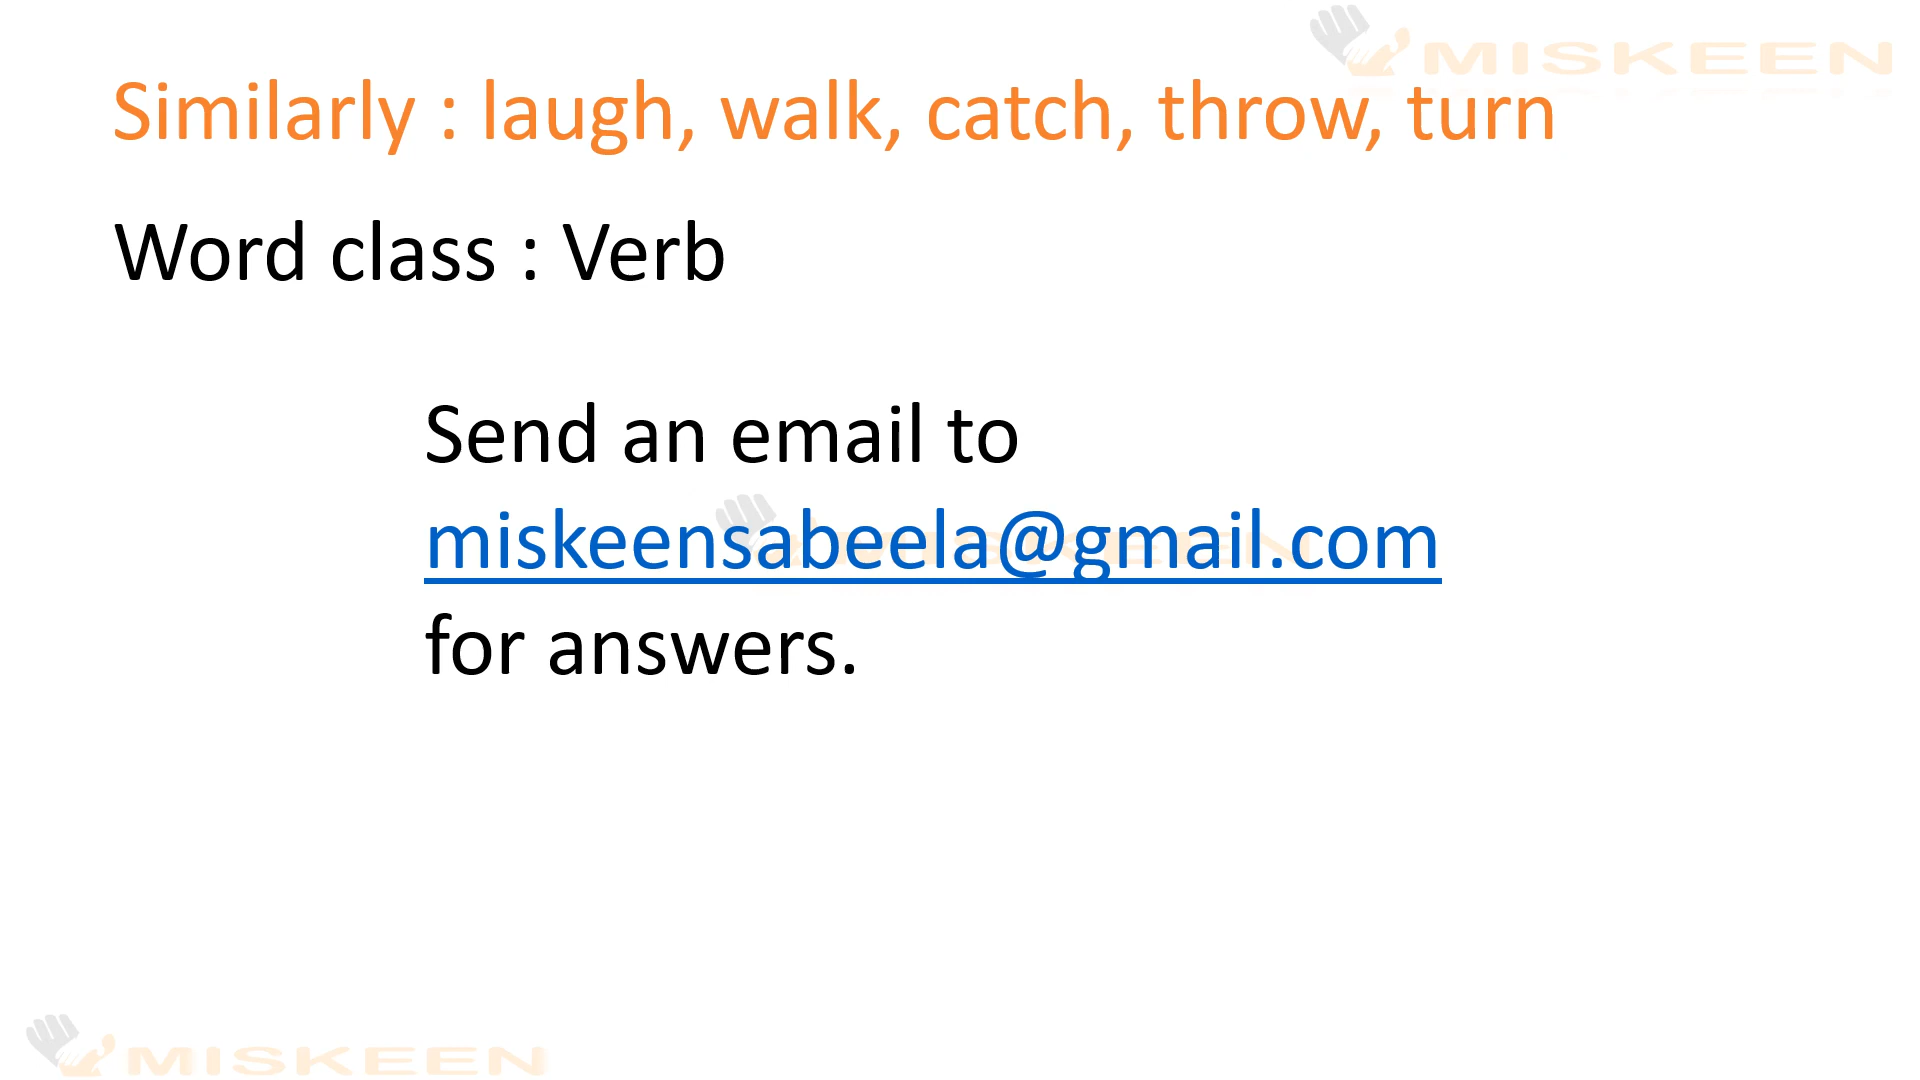 MISKEEN
Similarly : laugh, walk, catch, throw, turn
Word class : Verb
Send an email to
miskeensabeela@gmail.com
for answers.
MISKEEN